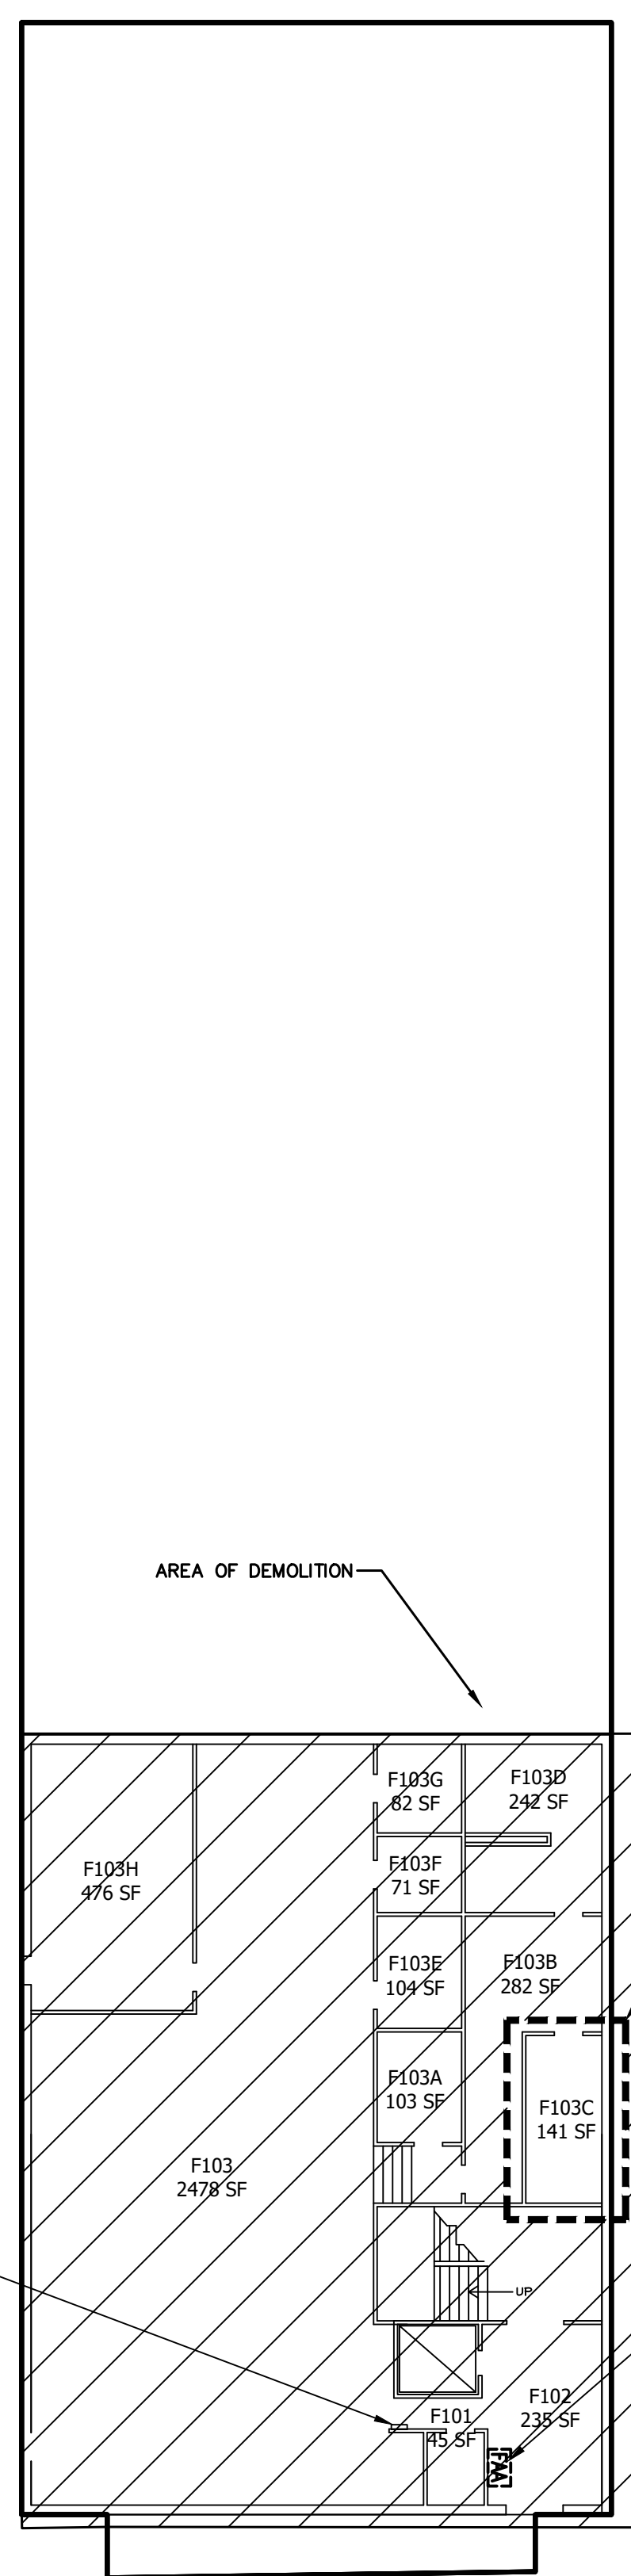 AREA OF DEMOLITION
F103G
82 SF
F103D
242 SF
F103H
476 SF
F103F
71 SF
F103E
104 SF
F103B
282 SF
F103A
103 SF
F103C
141 SF
F103
2478 SF
UP
F102
235 SF
F101
45 SF
FAA